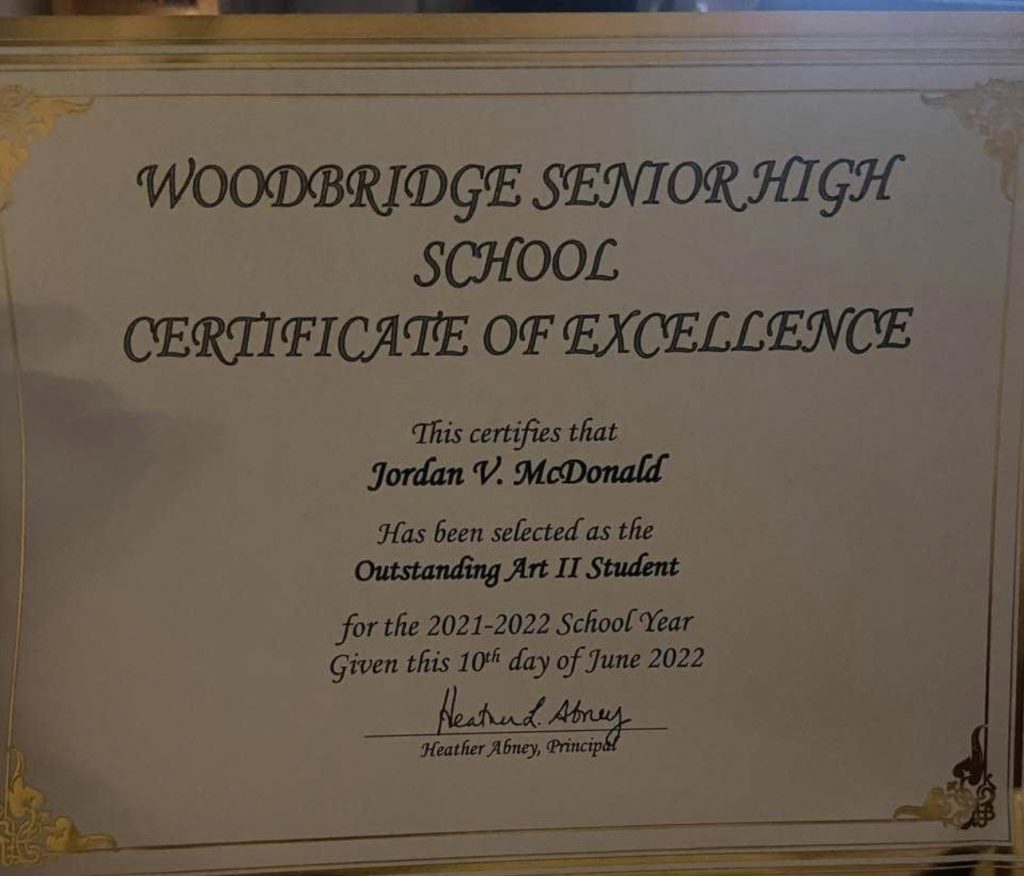 WOODBRIDGE SENIOR HIGH
SCHOOL
CERTIFICATE OF EXCELLENCE
This certifies that
Jordan V. McDonald
Has been selected as the
Outstanding Art II Student
for the 2021-2022 School Year
Given this 10th day of June 2022
Heather L. Abney
Heather Abney, Principal